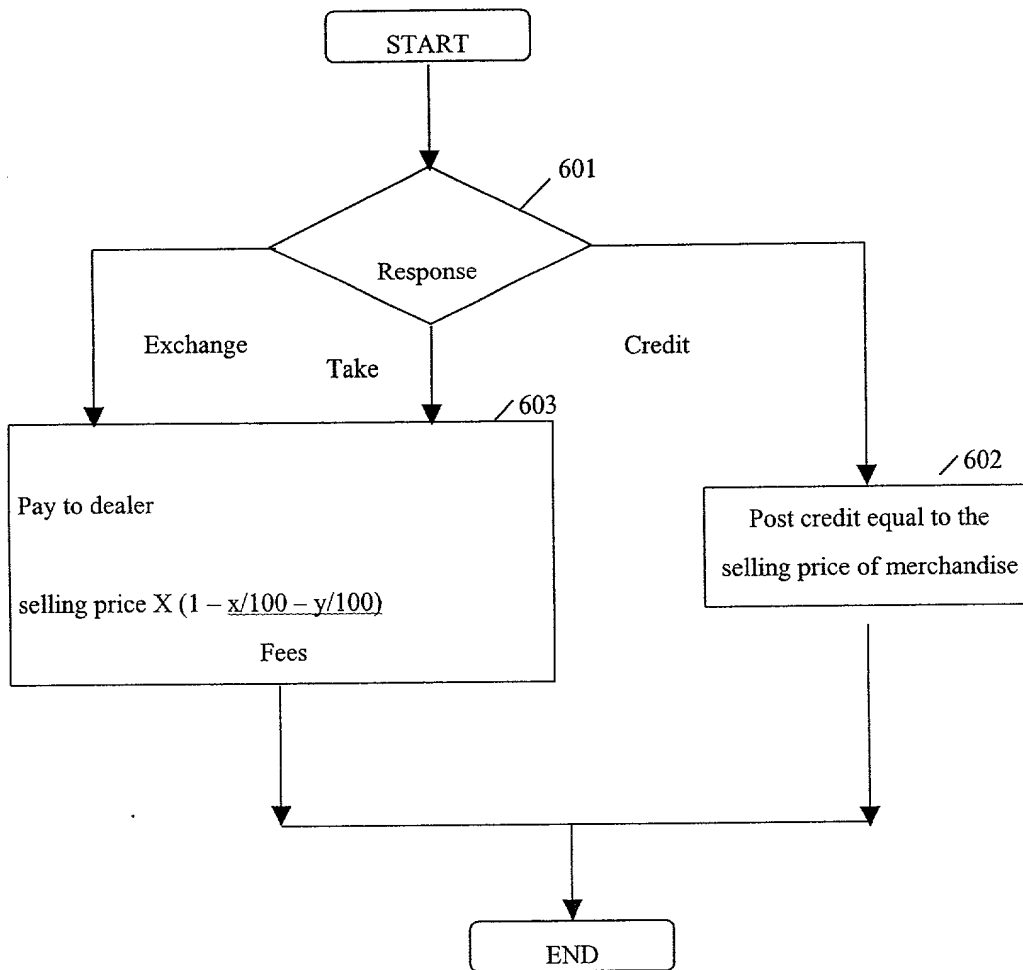 START
601
Response
Exchange
Take
Credit
603
602
Pay to dealer
selling price X (1 – x/100 – y/100)
Fees
Post credit equal to the
selling price of merchandise
END